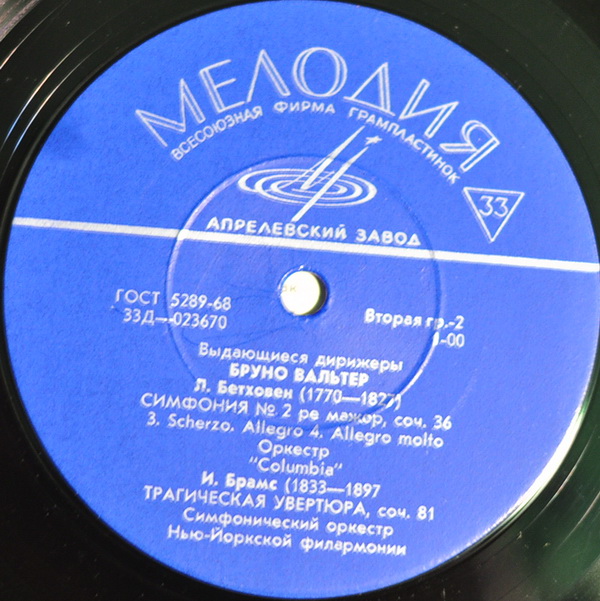 МЕЛОДИЯ
ВСЕСОЮЗНАЯ ФИРМА ГРАМПЛАСТИНОК
33
АПРЕЛЕВСКИЙ ЗАВОД
ГОСТ 5289-68
33Д—023670
Вторая гр.-2
1-00
Выдающиеся дирижеры
БРУНО ВАЛЬТЕР
Л. Бетховен (1770—1827)
СИМФОНИЯ № 2 ре мажор, соч. 36
3. Scherzo. Allegro 4. Allegro molto
Оркестр
"Columbia"
И. Брамс (1833—1897
ТРАГИЧЕСКАЯ УВЕРТЮРА, соч. 81
Симфонический оркестр
Нью-Йоркской филармонии